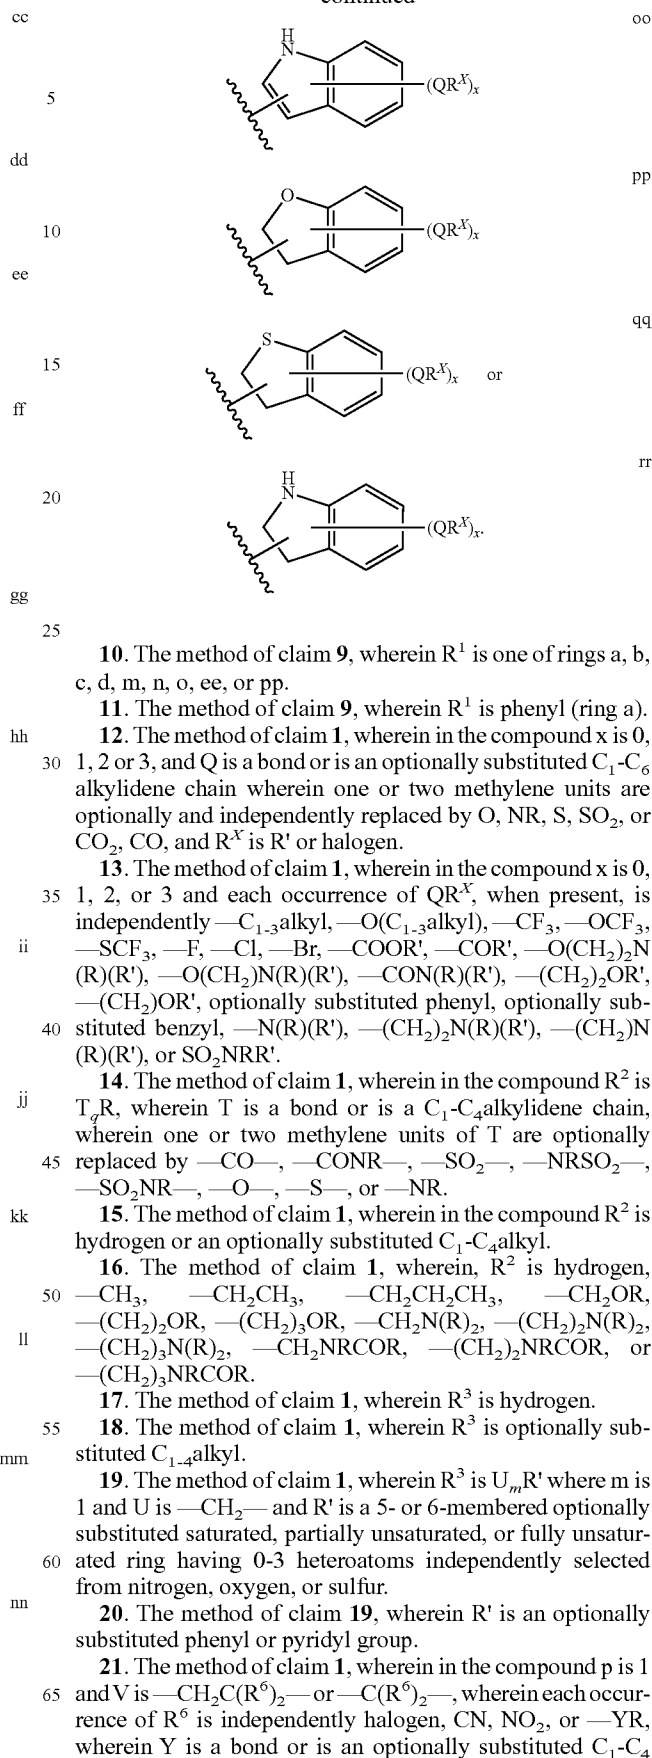 continued
cc
oo
H
N
(QR^X)_x
5
dd
pp
O
10
(QR^X)_x
ee
qq
S
15
(QR^X)_x or
ff
rr
H
N
20
(QR^X)_x.
gg
25
10. The method of claim 9, wherein R^1 is one of rings a, b,
c, d, m, n, o, ee, or pp.
11. The method of claim 9, wherein R^1 is phenyl (ring a).
hh
12. The method of claim 1, wherein in the compound x is 0,
30 1, 2 or 3, and Q is a bond or is an optionally substituted C_1-C_6
alkylidene chain wherein one or two methylene units are
optionally and independently replaced by O, NR, S, SO_2, or
CO_2, CO, and R^X is R' or halogen.
13. The method of claim 1, wherein in the compound x is 0,
35 1, 2, or 3 and each occurrence of QR^X, when present, is
independently —C_1-3alkyl, —O(C_1-3alkyl), —CF_3, —OCF_3,
ii
—SCF_3, —F, —Cl, —Br, —COOR', —COR', —O(CH_2)_2N
(R)(R'), —O(CH_2)N(R)(R'), —CON(R)(R'), —(CH_2)_2OR',
—(CH_2)OR', optionally substituted phenyl, optionally sub-
40 stituted benzyl, —N(R)(R'), —(CH_2)_2N(R)(R'), —(CH_2)N
(R)(R'), or SO_2NRR'.
14. The method of claim 1, wherein in the compound R^2 is
jj
T_qR, wherein T is a bond or is a C_1-C_4alkylidene chain,
wherein one or two methylene units of T are optionally
45 replaced by —CO—, —CONR—, —SO_2—, —NRSO_2—,
—SO_2NR—, —O—, —S—, or —NR.
kk
15. The method of claim 1, wherein in the compound R^2 is
hydrogen or an optionally substituted C_1-C_4alkyl.
16. The method of claim 1, wherein, R^2 is hydrogen,
50 —CH_3, —CH_2CH_3, —CH_2CH_2CH_3, —CH_2OR,
—(CH_2)_2OR, —(CH_2)_3OR, —CH_2N(R)_2, —(CH_2)_2N(R)_2,
ll
—(CH_2)_3N(R)_2, —CH_2NRCOR, —(CH_2)_2NRCOR, or
—(CH_2)_3NRCOR.
17. The method of claim 1, wherein R^3 is hydrogen.
55 18. The method of claim 1, wherein R^3 is optionally sub-
mm
stituted C_1-4alkyl.
19. The method of claim 1, wherein R^3 is U_mR' where m is
1 and U is —CH_2— and R' is a 5- or 6-membered optionally
substituted saturated, partially unsaturated, or fully unsatur-
60 ated ring having 0-3 heteroatoms independently selected
from nitrogen, oxygen, or sulfur.
nn
20. The method of claim 19, wherein R' is an optionally
substituted phenyl or pyridyl group.
21. The method of claim 1, wherein in the compound p is 1
65 and V is —CH_2C(R^6)_2— or —C(R^6)_2—, wherein each occur-
rence of R^6 is independently halogen, CN, NO_2, or —YR,
wherein Y is a bond or is an optionally substituted C_1-C_4